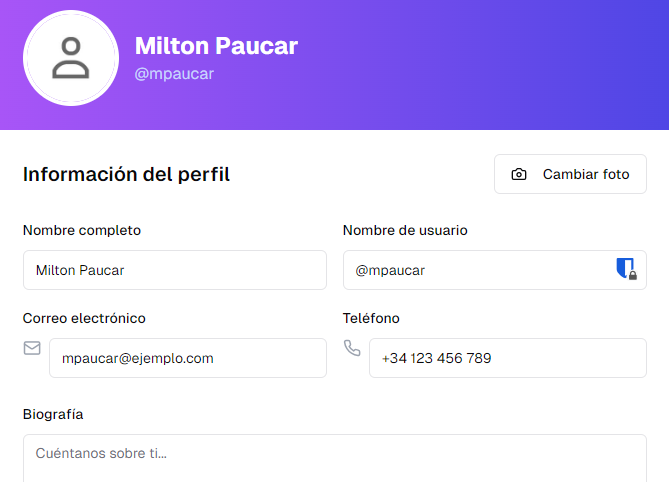 Milton Paucar
@mpaucar
Información del perfil
Cambiar foto
Nombre completo
Nombre de usuario
Milton Paucar
@mpaucar
Correo electrónico
Teléfono
mpaucar@ejemplo.com
+34 123 456 789
Biografía
Cuéntanos sobre ti...